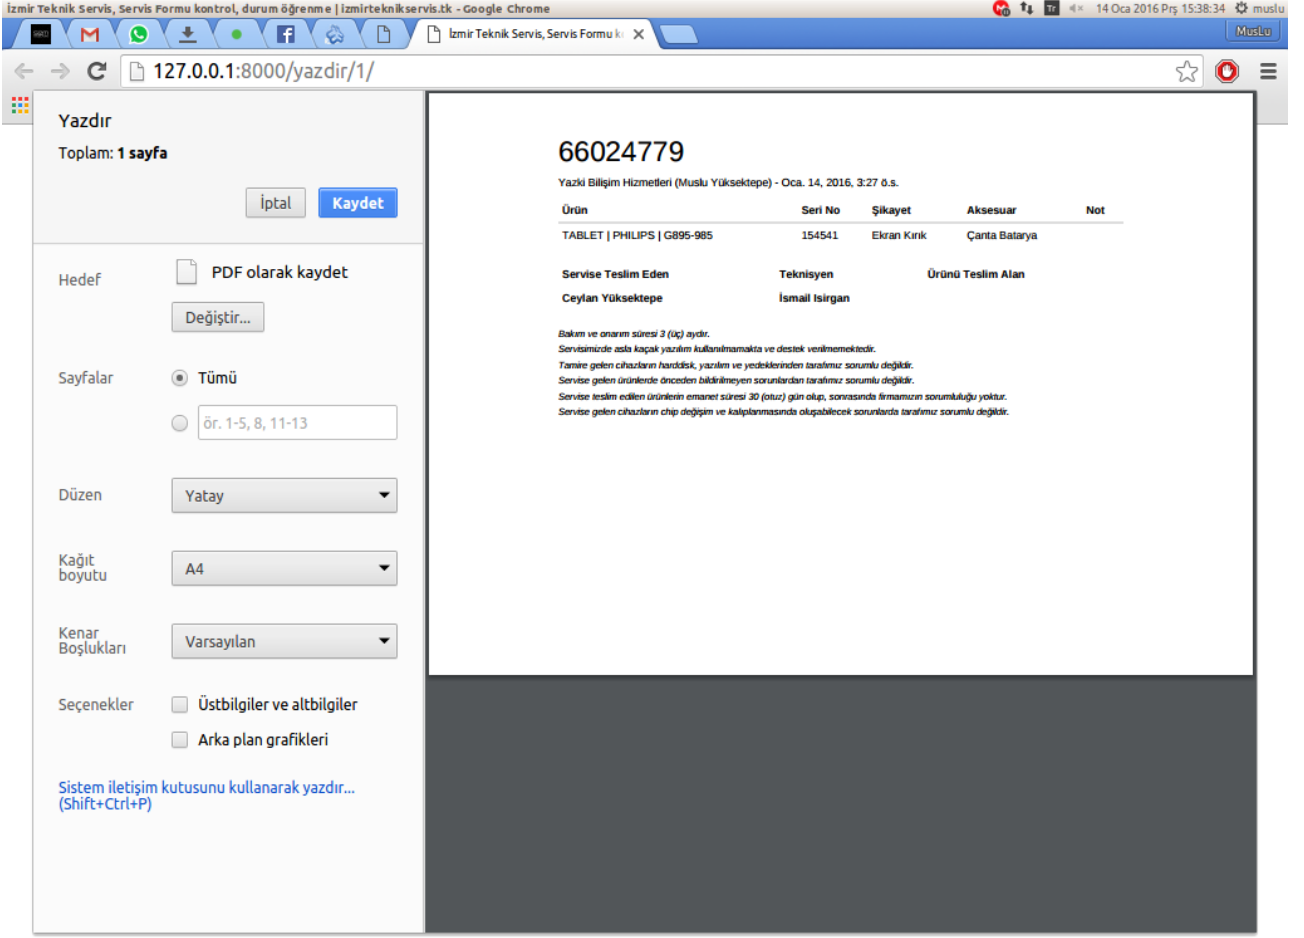 İzmir Teknik Servis, Servis Formu kontrol, durum öğrenme | izmirteknikservis.tk - Google Chrome
Tr 14 Oca 2016 Prş 15:38:34 muslu
İzmir Teknik Servis, Servis Formu k
MusLu
127.0.0.1:8000/yazdir/1/
Yazdır
Toplam: 1 sayfa
İptal Kaydet
Hedef PDF olarak kaydet
Değiştir...
Sayfalar Tümü
ör. 1-5, 8, 11-13
Düzen Yatay
Kağıt
boyutu A4
Kenar
Boşlukları Varsayılan
Seçenekler Üstbilgiler ve altbilgiler
Arka plan grafikleri
Sistem iletişim kutusunu kullanarak yazdır...
(Shift+Ctrl+P)
66024779
Yazki Bilişim Hizmetleri (Muslu Yüksektepe) - Oca. 14, 2016, 3:27 ö.s.
Ürün Seri No Şikayet Aksesuar Not
TABLET | PHILIPS | G895-985 154541 Ekran Kırık Çanta Batarya
Servise Teslim Eden Teknisyen Ürünü Teslim Alan
Ceylan Yüksektepe İsmail Isirgan
Bakım ve onarım süresi 3 (üç) aydır.
Servisimizde asla kaçak yazılım kullanılmamakta ve destek verilmemektedir.
Tamire gelen cihazların harddisk, yazılım ve yedeklerinden tarafımız sorumlu değildir.
Servise gelen ürünlerde önceden bildirilmeyen sorunlardan tarafımız sorumlu değildir.
Servise teslim edilen ürünlerin emanet süresi 30 (otuz) gün olup, sonrasında firmamızın sorumluluğu yoktur.
Servise gelen cihazların chip değişim ve kalıplanmasında oluşabilecek sorunlarda tarafımız sorumlu değildir.